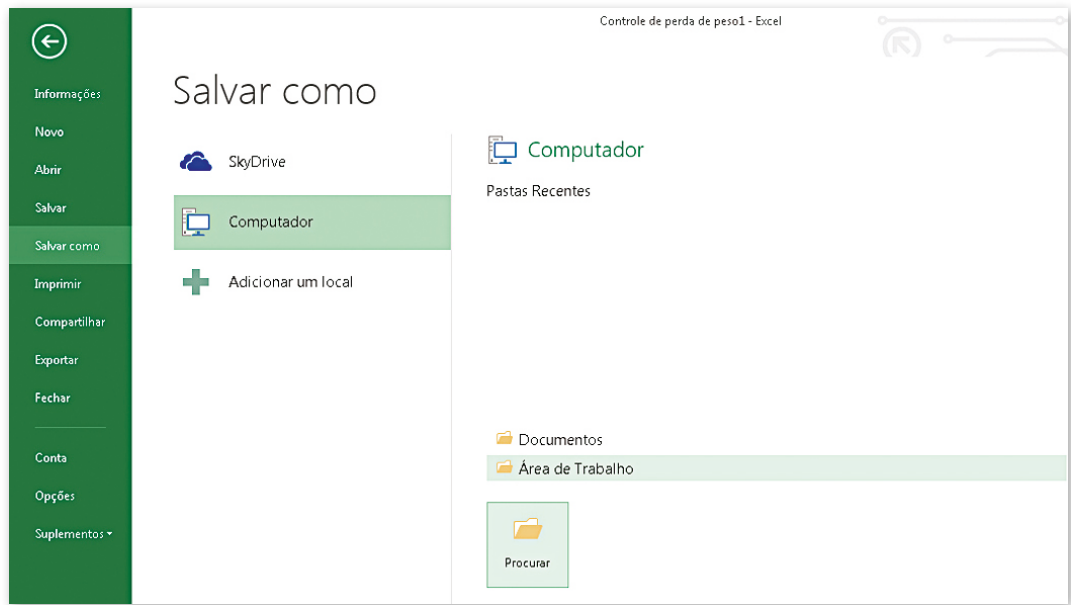 Controle de perda de peso1 - Excel
Informações
Novo
Abrir
Salvar
Salvar como
Imprimir
Compartilhar
Exportar
Fechar
Conta
Opções
Suplementos
Salvar como
SkyDrive
Computador
Adicionar um local
Computador
Pastas Recentes
Documentos
Área de Trabalho
Procurar